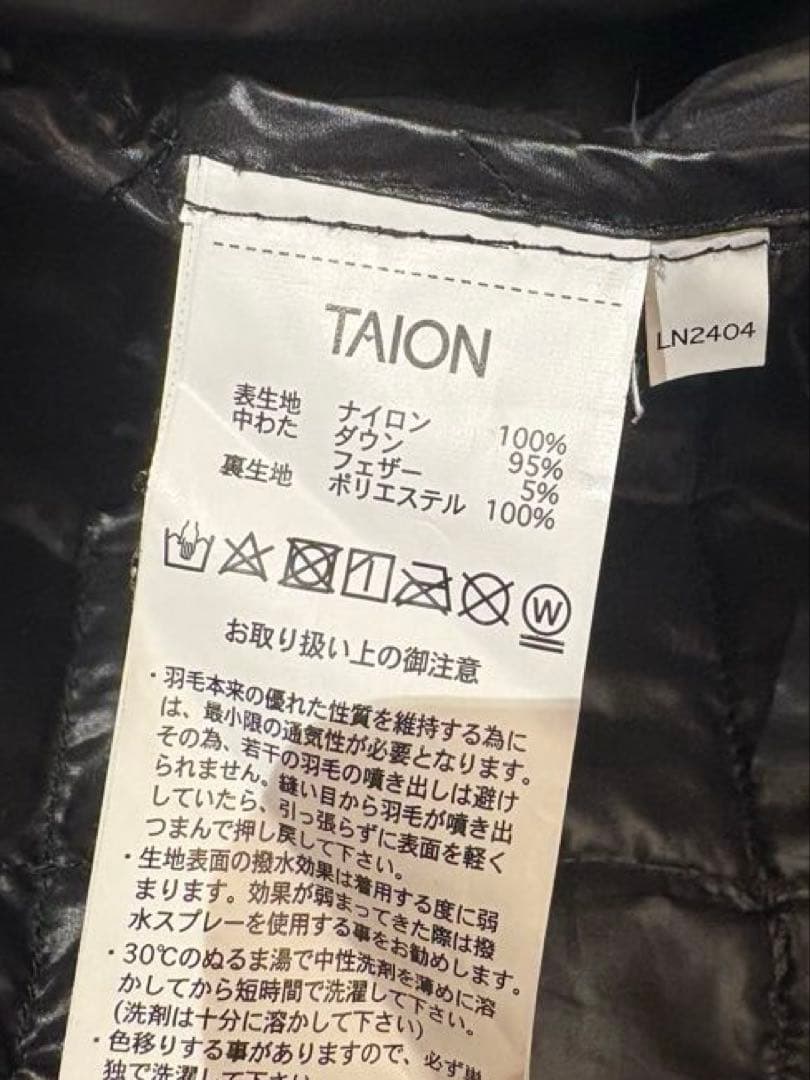 TAION
LN2404
表生地 ナイロン 100%
中わた ダウン 95%
フェザー 5%
裏生地 ポリエステル 100%
W
お取り扱い上の御注意
・羽毛本来の優れた性質を維持する為に
は、最小限の通気性が必要となります。
その為、若干の羽毛の噴き出しは避け
られません。縫い目から羽毛が噴き出
していたら、引っ張らずに表面を軽く
つまんで押し戻して下さい。
・生地表面の撥水効果は着用する度に弱
まります。効果が弱まってきた際は撥
水スプレーを使用する事をお勧めします。
・30℃のぬるま湯で中性洗剤を薄めに溶
かしてから短時間で洗濯して下さい。
(洗剤は十分に溶かして下さい)
・色移りする事がありますので、必ず単
独で洗濯して下さい